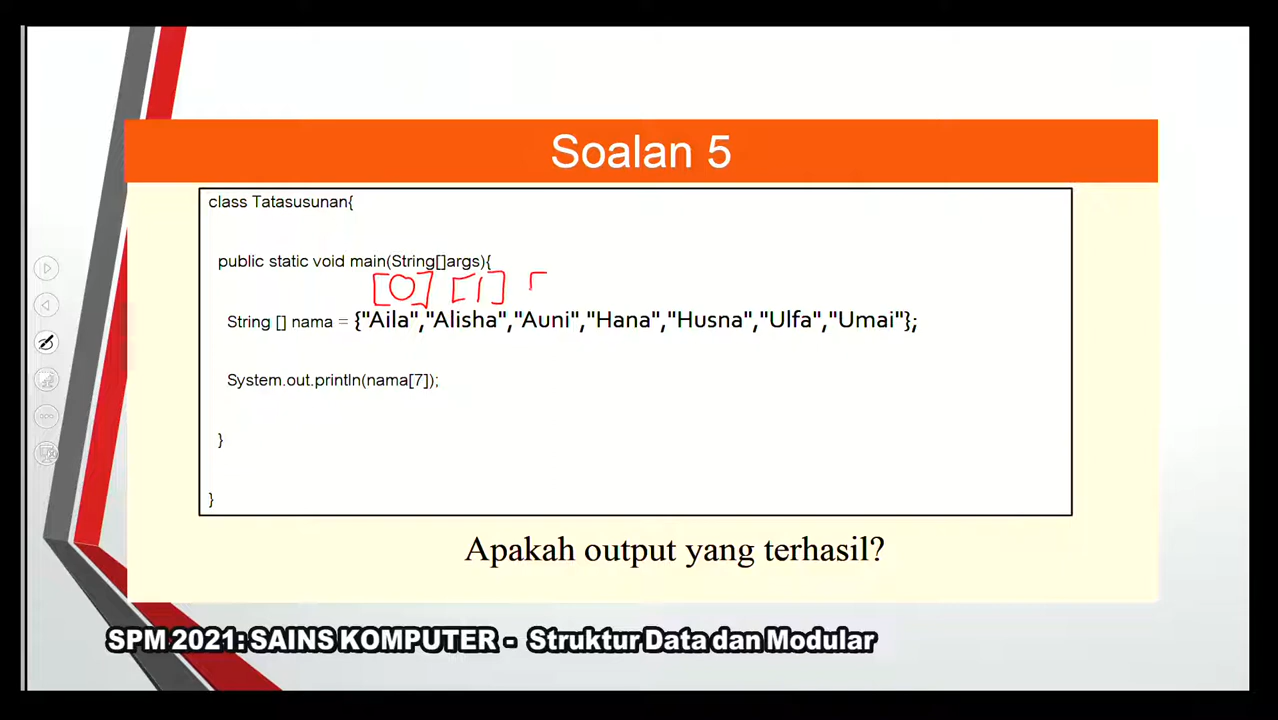 Soalan 5
class Tatasusunan{
public static void main(String[]args){
[0] [1] [
String [] nama = {"Aila","Alisha","Auni","Hana","Husna","Ulfa","Umai"};
System.out.println(nama[7]);
}
}
Apakah output yang terhasil?
SPM 2021: SAINS KOMPUTER - Struktur Data dan Modular